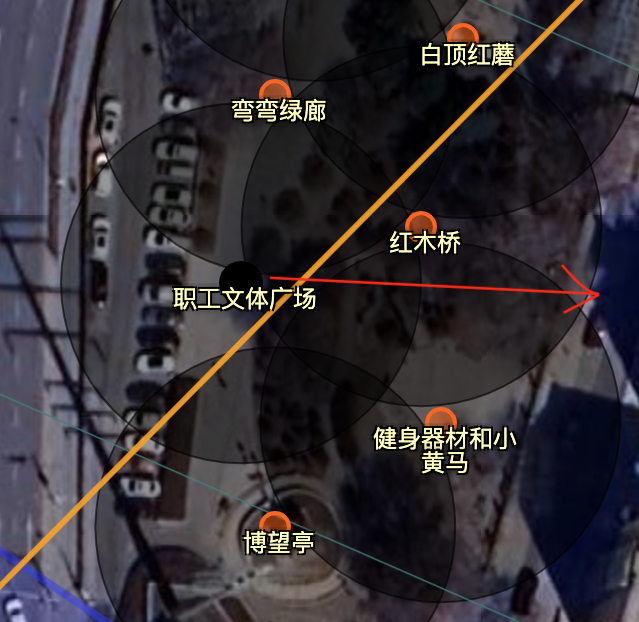 白顶红蘑
弯弯绿廊
红木桥
职工文体广场
健身器材和小
黄马
博望亭